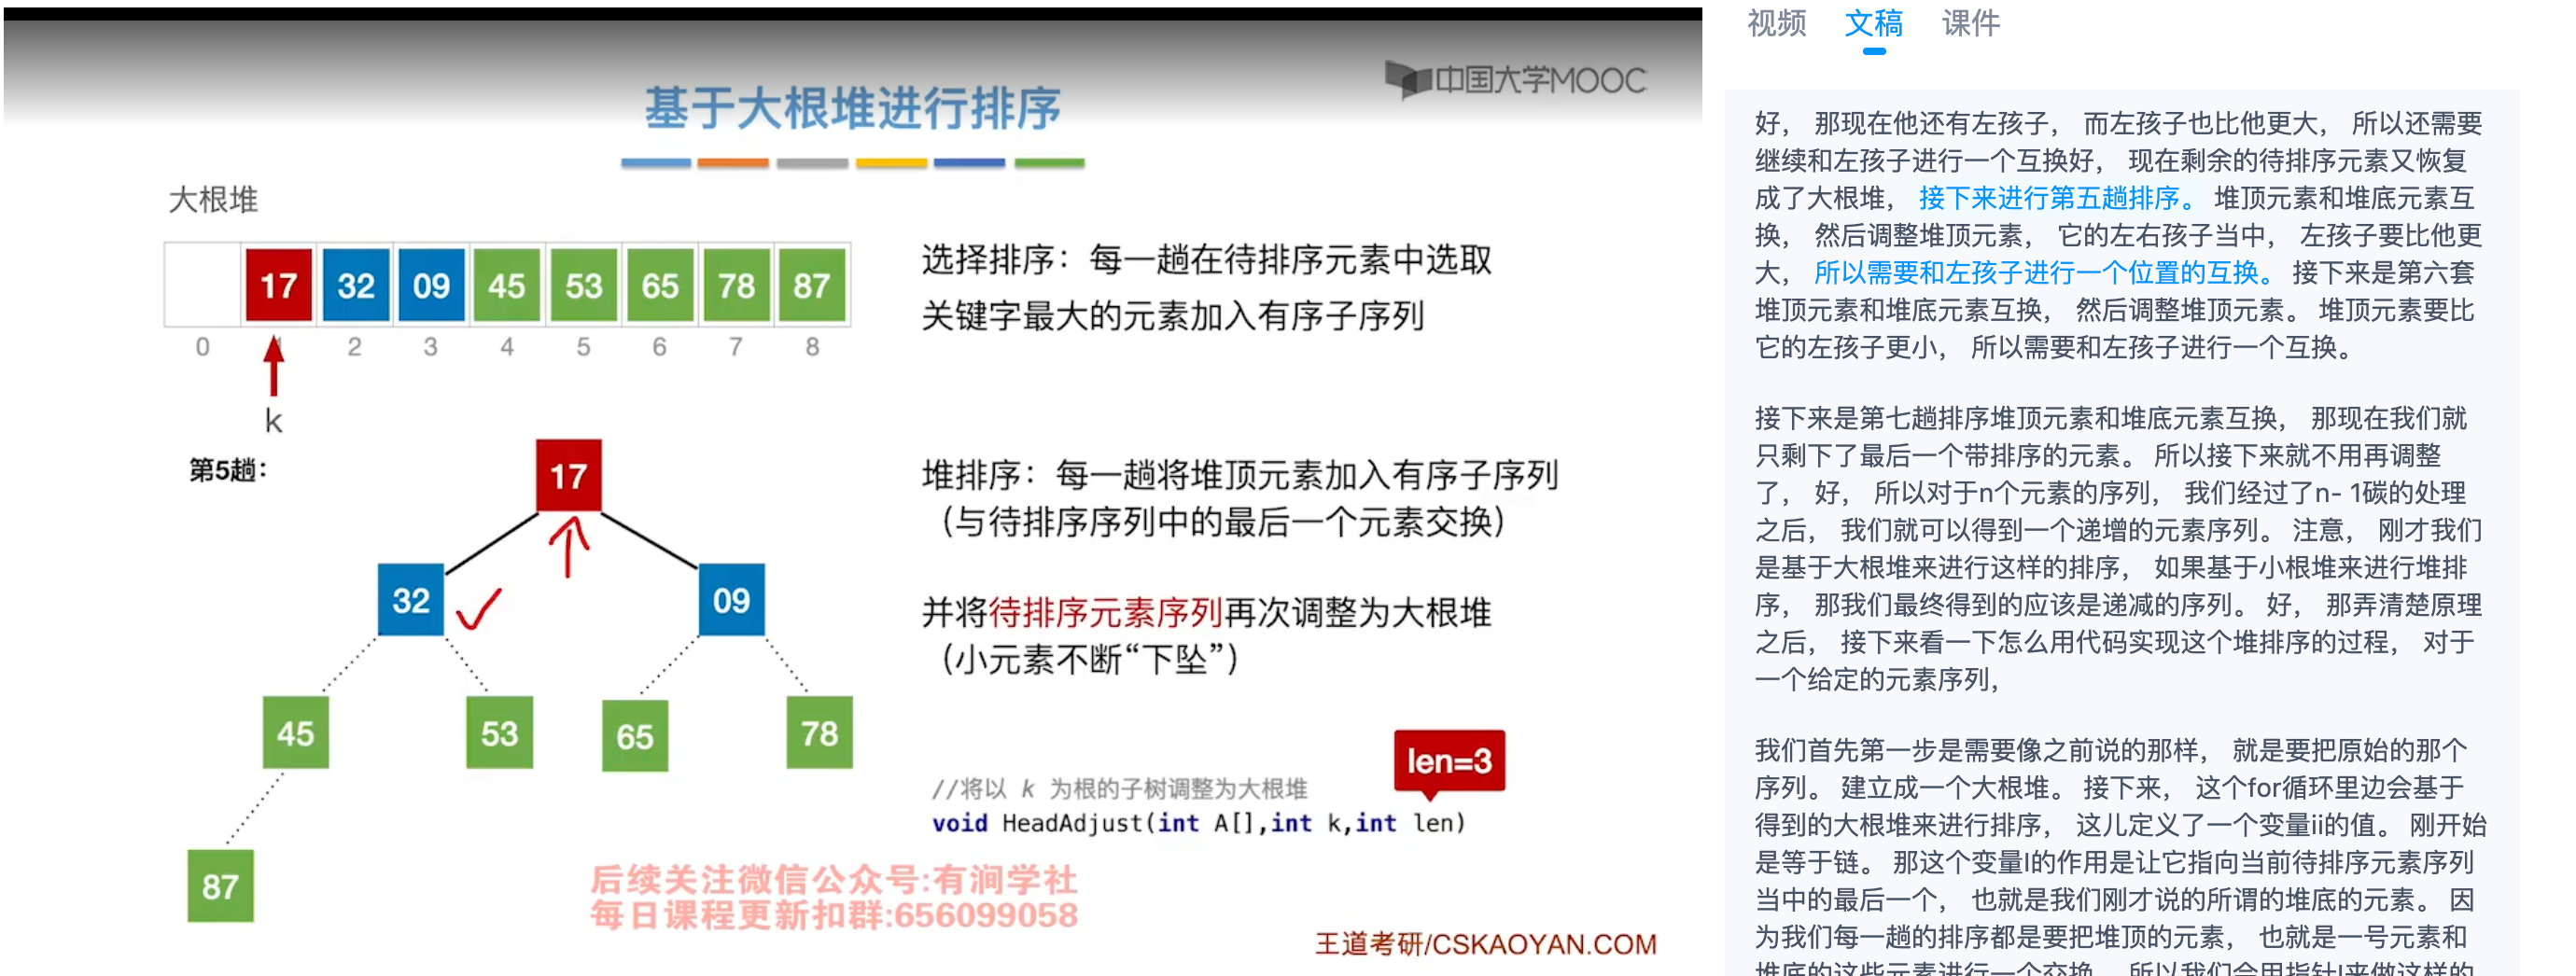 中国大学MOOC
基于大根堆进行排序
大根堆
17 32 09 45 53 65 78 87
0 2 3 4 5 6 7 8
k
选择排序：每一趟在待排序元素中选取
关键字最大的元素加入有序子序列
第5趟：
17
32 09
45 53 65 78
87
堆排序：每一趟将堆顶元素加入有序子序列
（与待排序序列中的最后一个元素交换）
并将待排序元素序列再次调整为大根堆
（小元素不断“下坠”）
len=3
//将以 k 为根的子树调整为大根堆
void HeadAdjust(int A[],int k,int len)
后续关注微信公众号:有涧学社
每日课程更新扣群:656099058
王道考研/CSKAOYAN.COM
视频 文稿 课件
好， 那现在他还有左孩子， 而左孩子也比他更大， 所以还需要
继续和左孩子进行一个互换好， 现在剩余的待排序元素又恢复
成了大根堆， 接下来进行第五趟排序。 堆顶元素和堆底元素互
换， 然后调整堆顶元素， 它的左右孩子当中， 左孩子要比他更
大， 所以需要和左孩子进行一个位置的互换。 接下来是第六套
堆顶元素和堆底元素互换， 然后调整堆顶元素。 堆顶元素要比
它的左孩子更小， 所以需要和左孩子进行一个互换。
接下来是第七趟排序堆顶元素和堆底元素互换， 那现在我们就
只剩下了最后一个带排序的元素。 所以接下来就不用再调整
了， 好， 所以对于n个元素的序列， 我们经过了n- 1碳的处理
之后， 我们就可以得到一个递增的元素序列。 注意， 刚才我们
是基于大根堆来进行这样的排序， 如果基于小根堆来进行堆排
序， 那我们最终得到的应该是递减的序列。 好， 那弄清楚原理
之后， 接下来看一下怎么用代码实现这个堆排序的过程， 对于
一个给定的元素序列，
我们首先第一步是需要像之前说的那样， 就是要把原始的那个
序列。 建立成一个大根堆。 接下来， 这个for循环里边会基于
得到的大根堆来进行排序， 这儿定义了一个变量ii的值。 刚开始
是等于链。 那这个变量I的作用是让它指向当前待排序元素序列
当中的最后一个， 也就是我们刚才说的所谓的堆底的元素。 因
为我们每一趟的排序都是要把堆顶的元素， 也就是一号元素和
堆底的这些元素进行一个交换， 所以我们会用指针I来做这样的